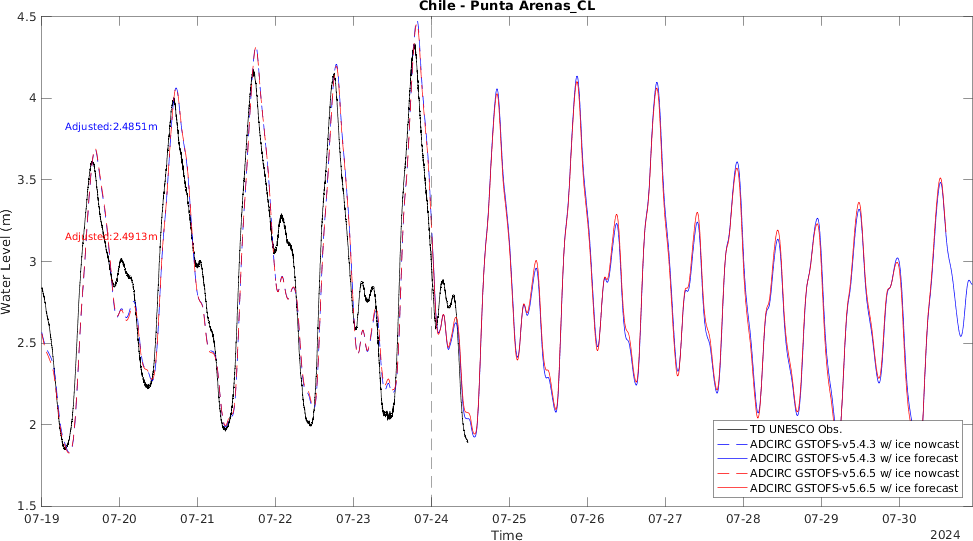 Chile - Punta Arenas_CL
4.5
4
3.5
3
2.5
2
1.5
Water Level (m)
Adjusted:2.4851m
Adjusted:2.4913m
TD UNESCO Obs.
ADCIRC GSTOFS-v5.4.3 w/ ice nowcast
ADCIRC GSTOFS-v5.4.3 w/ ice forecast
ADCIRC GSTOFS-v5.6.5 w/ ice nowcast
ADCIRC GSTOFS-v5.6.5 w/ ice forecast
07-19 07-20 07-21 07-22 07-23 07-24 07-25 07-26 07-27 07-28 07-29 07-30
Time
2024